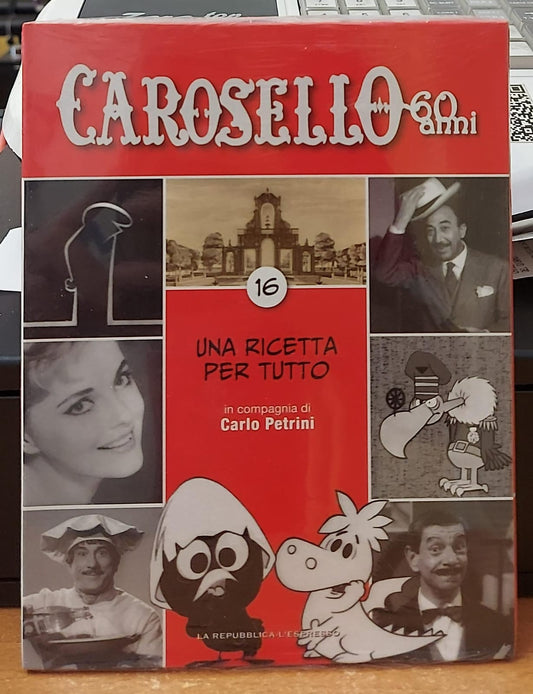 CAROSELLO 60
anni
16
UNA RICETTA
PER TUTTO
in compagnia di
Carlo Petrini
LA REPUBBLICA-L'ESPRESSO